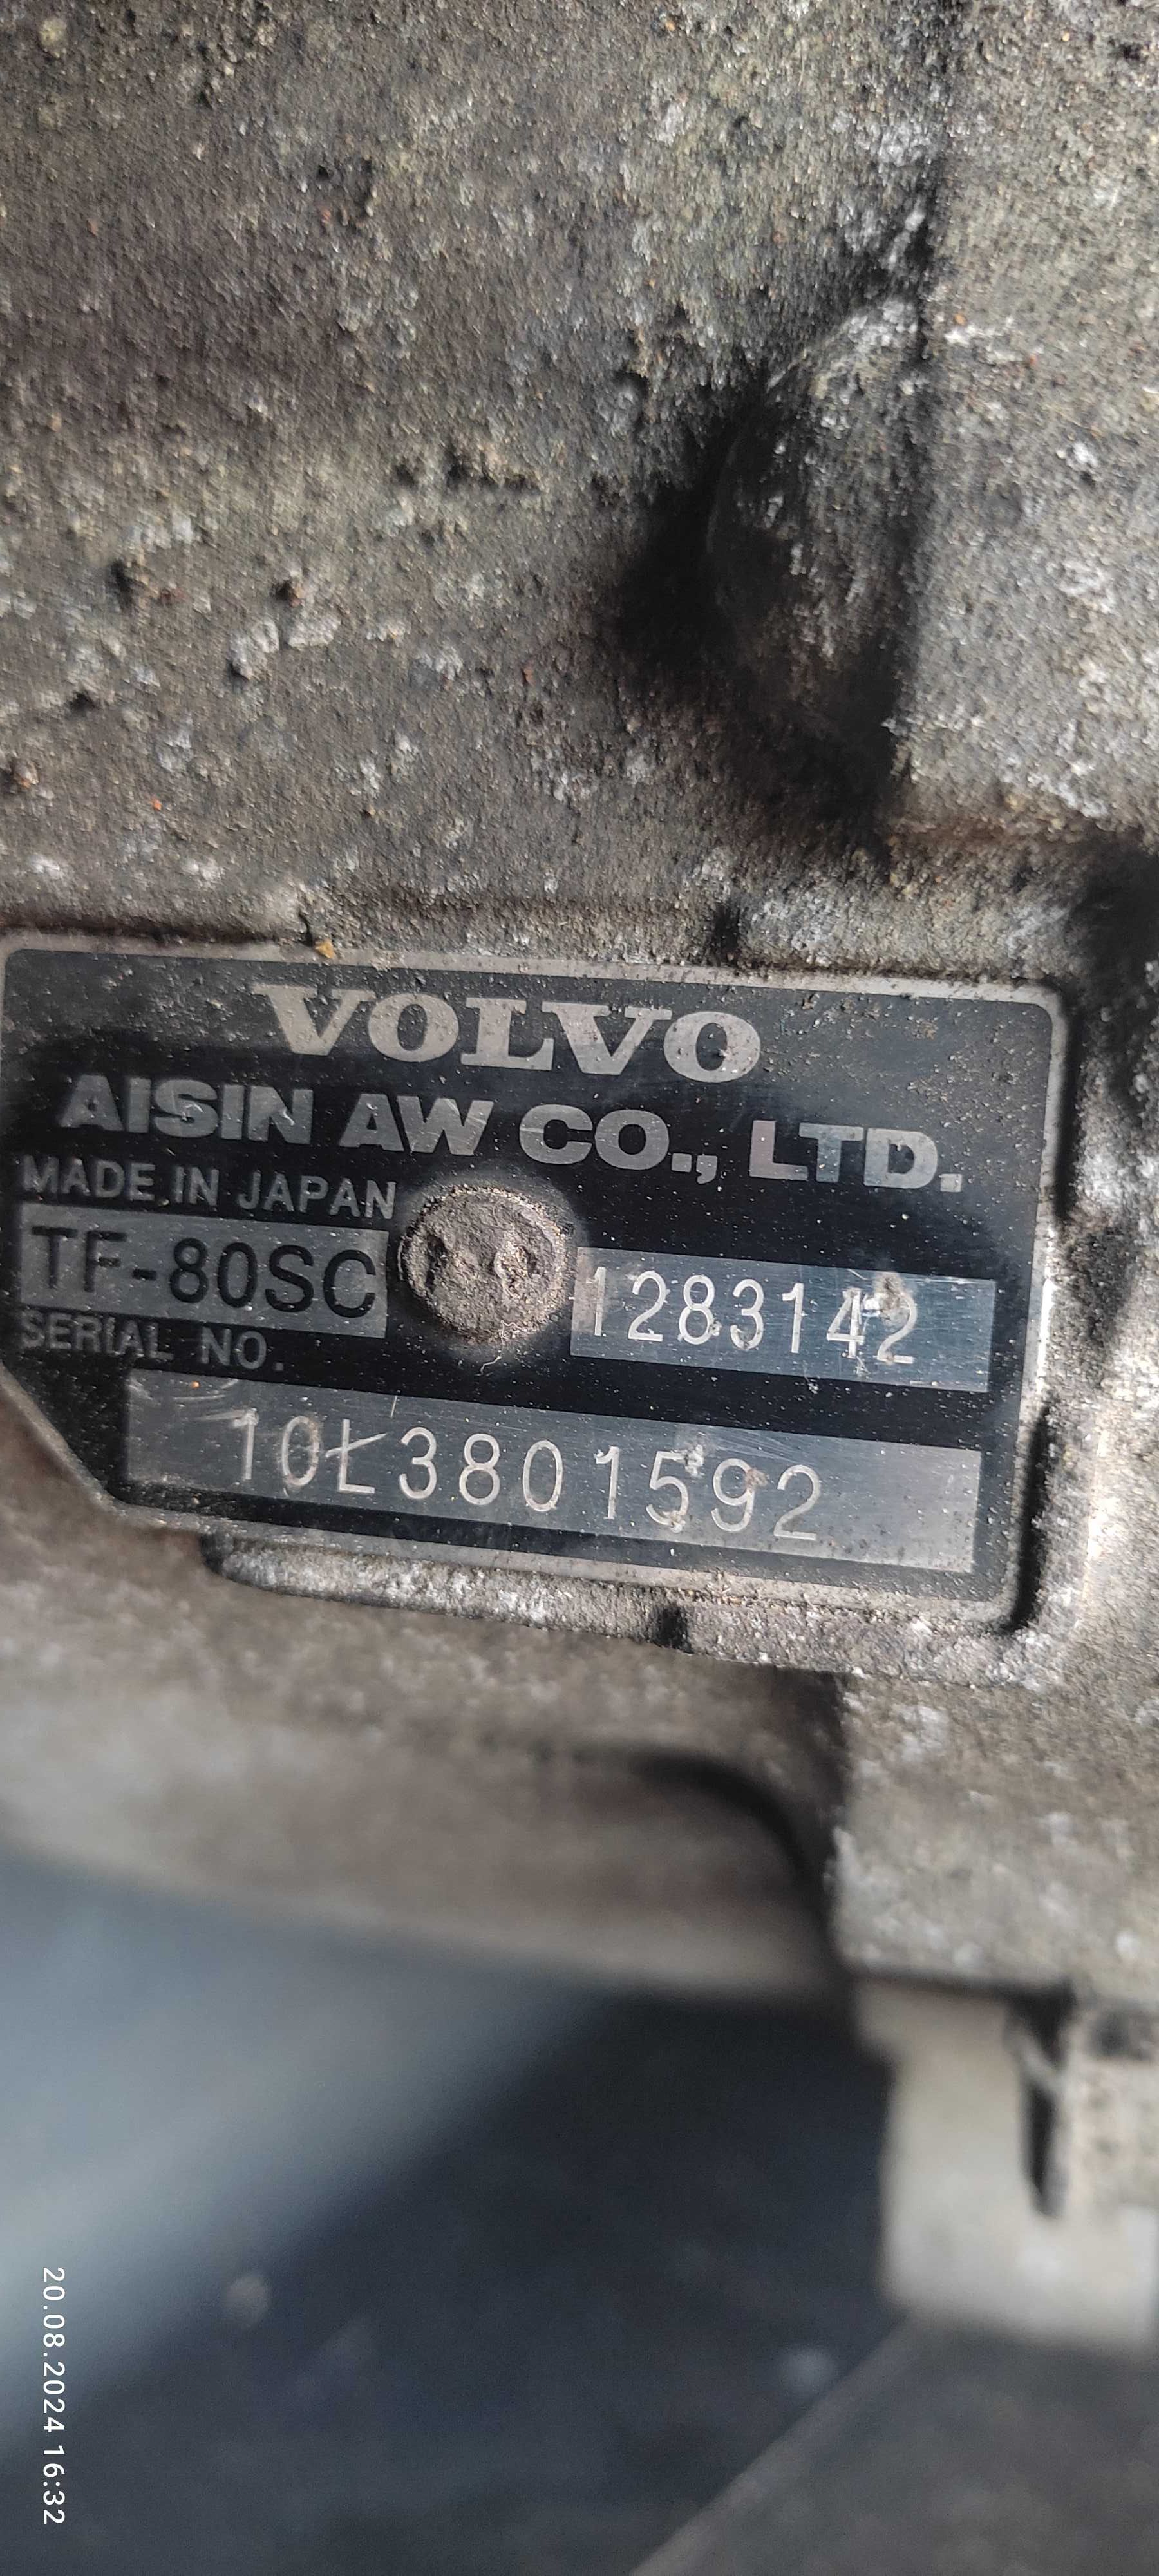 VOLVO
AISIN AW CO., LTD.
MADE IN JAPAN
TF-80SC 1283142
SERIAL NO.
10L3801592
20.08.2024 16:32